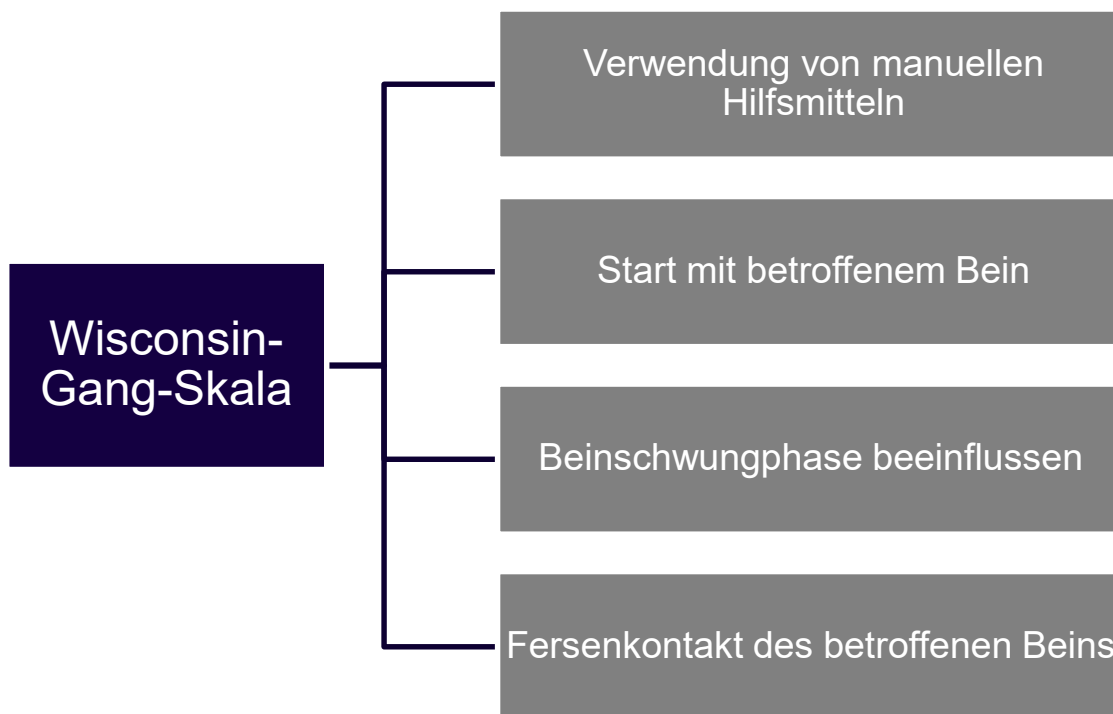 Verwendung von manuellen
Hilfsmitteln
Start mit betroffenem Bein
Wisconsin-
Gang-Skala
Beinschwungphase beeinflussen
Fersenkontakt des betroffenen Beins